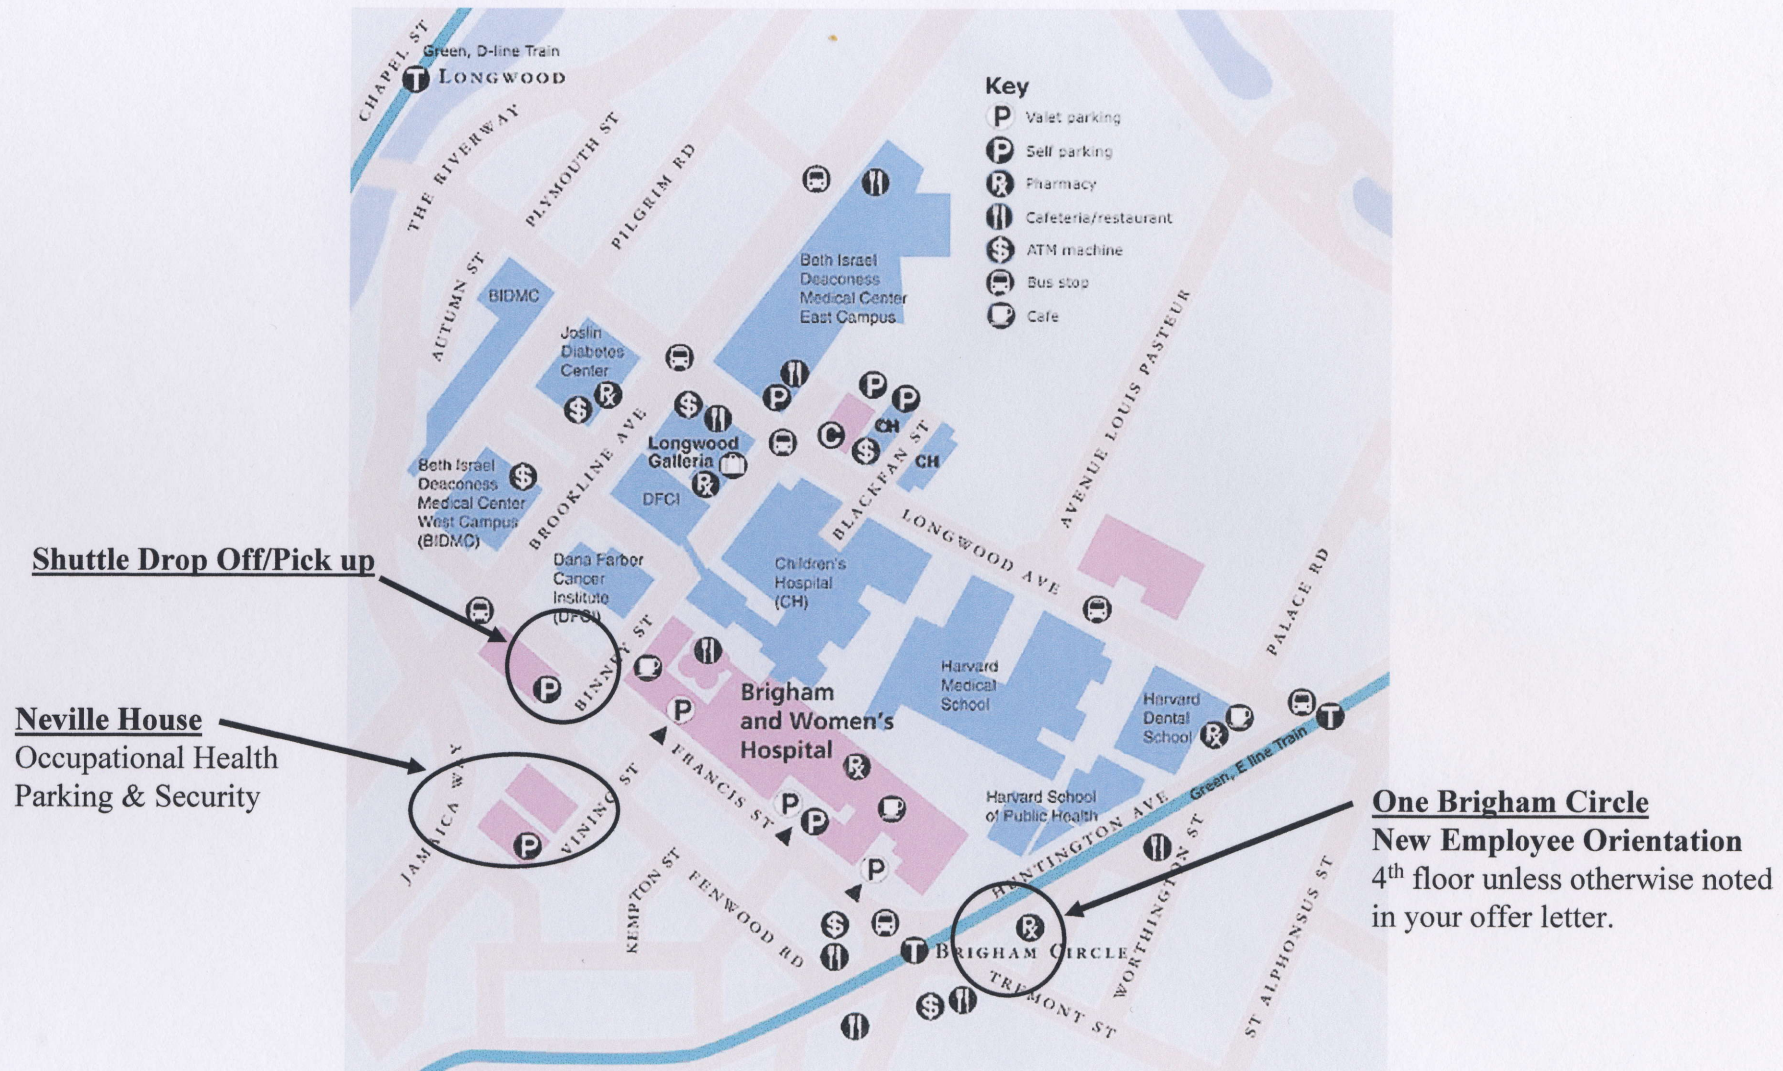 CHAPEL ST
Green, D-line Train
T LONGWOOD
THE RIVERWAY
PLYMOUTH ST
PILGRIM RD
AUTUMN ST
Key
P Valet parking
P Self parking
Rx Pharmacy
Cafeteria/restaurant
$ ATM machine
Bus stop
Cafe
BIDMC
Joslin
Diabetes
Center
$ Rx
Beth Israel
Deaconess
Medical Center
East Campus
P
P
P
C
$
CH
CH
BLACKFAN ST
AVENUE LOUIS PASTEUR
$
Longwood
Galleria
Rx
DFCI
BROOKLINE AVE
Beth Israel
Deaconess
Medical Center
West Campus
(BIDMC)
$
LONGWOOD AVE
Shuttle Drop Off/Pick up
Dana Farber
Cancer
Institute
(DFCI)
Children's
Hospital
(CH)
PALACE RD
BINNEY ST
P
Harvard
Medical
School
Harvard
Dental
School
Rx
T
Brigham
and Women's
Hospital
P
Rx
Neville House
Occupational Health
Parking & Security
JAMAICA WAY
VINING ST
P
FRANCIS ST
P
P
P
Harvard School
of Public Health
HUNTINGTON AVE
Green, E line Train
One Brigham Circle
New Employee Orientation
4th floor unless otherwise noted
in your offer letter.
KEMPTON ST
FENWOOD RD
WORTHINGTON ST
ST ALPHONSUS ST
$
Rx
T BRIGHAM CIRCLE
TREMONT ST
$